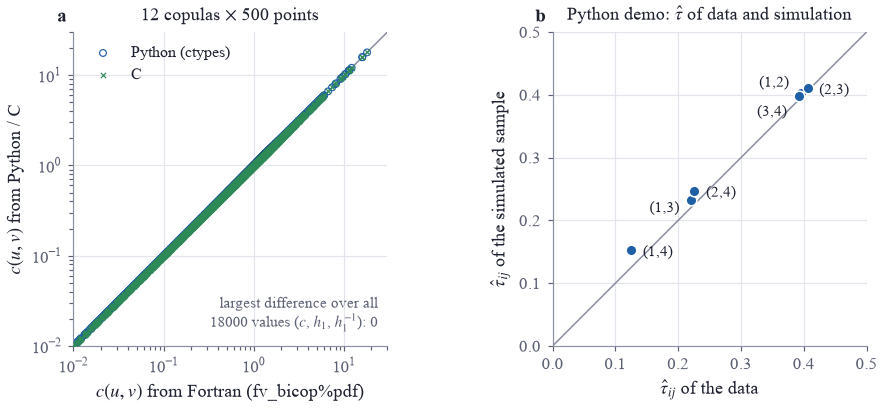 a
12 copulas × 500 points
Python (ctypes)
C
c(u, v) from Python / C
10¹
10⁰
10⁻¹
10⁻²
largest difference over all
18000 values (c, h₁, h₁⁻¹): 0
10⁻² 10⁻¹ 10⁰ 10¹
c(u, v) from Fortran (fv_bicop%pdf)
b
Python demo: τ̂ of data and simulation
τ̂ᵢⱼ of the simulated sample
0.5
0.4
0.3
0.2
0.1
0.0
(1,2)
(2,3)
(3,4)
(2,4)
(1,3)
(1,4)
0.0 0.1 0.2 0.3 0.4 0.5
τ̂ᵢⱼ of the data